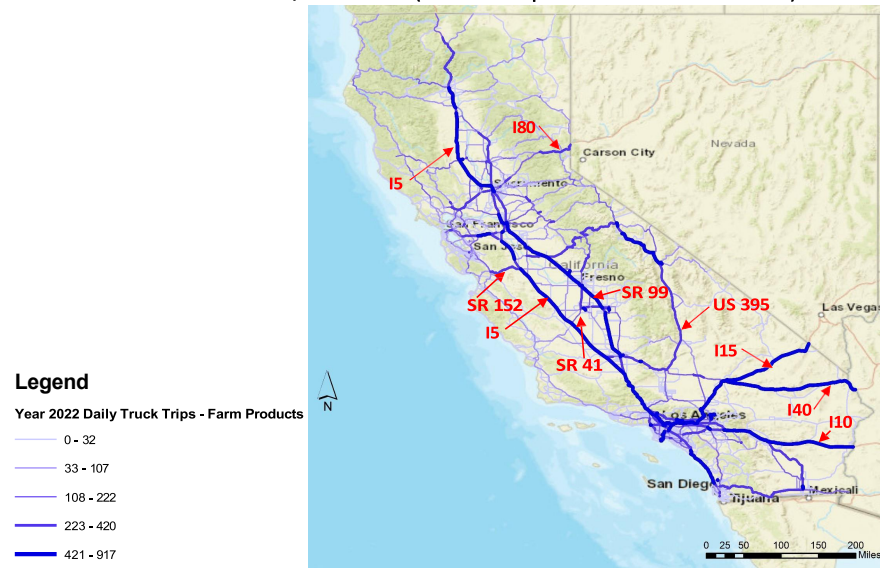 I80
Carson City
Nevada
I5
Sacramento
San Francisco
San Jose
California
Fresno
SR 152
SR 99
US 395
I5
Las Vegas
I15
SR 41
Legend
N
I40
Year 2022 Daily Truck Trips - Farm Products
Los Angeles
I10
0 - 32
33 - 107
108 - 222
San Diego
Mexicali
Tijuana
223 - 420
421 - 917
0 25 50 100 150 200
Miles